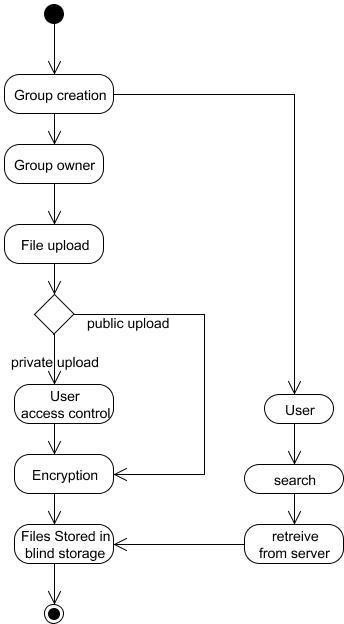 Group creation
Group owner
File upload
public upload
private upload
User
access control
User
Encryption
search
Files Stored in
blind storage
retreive
from server